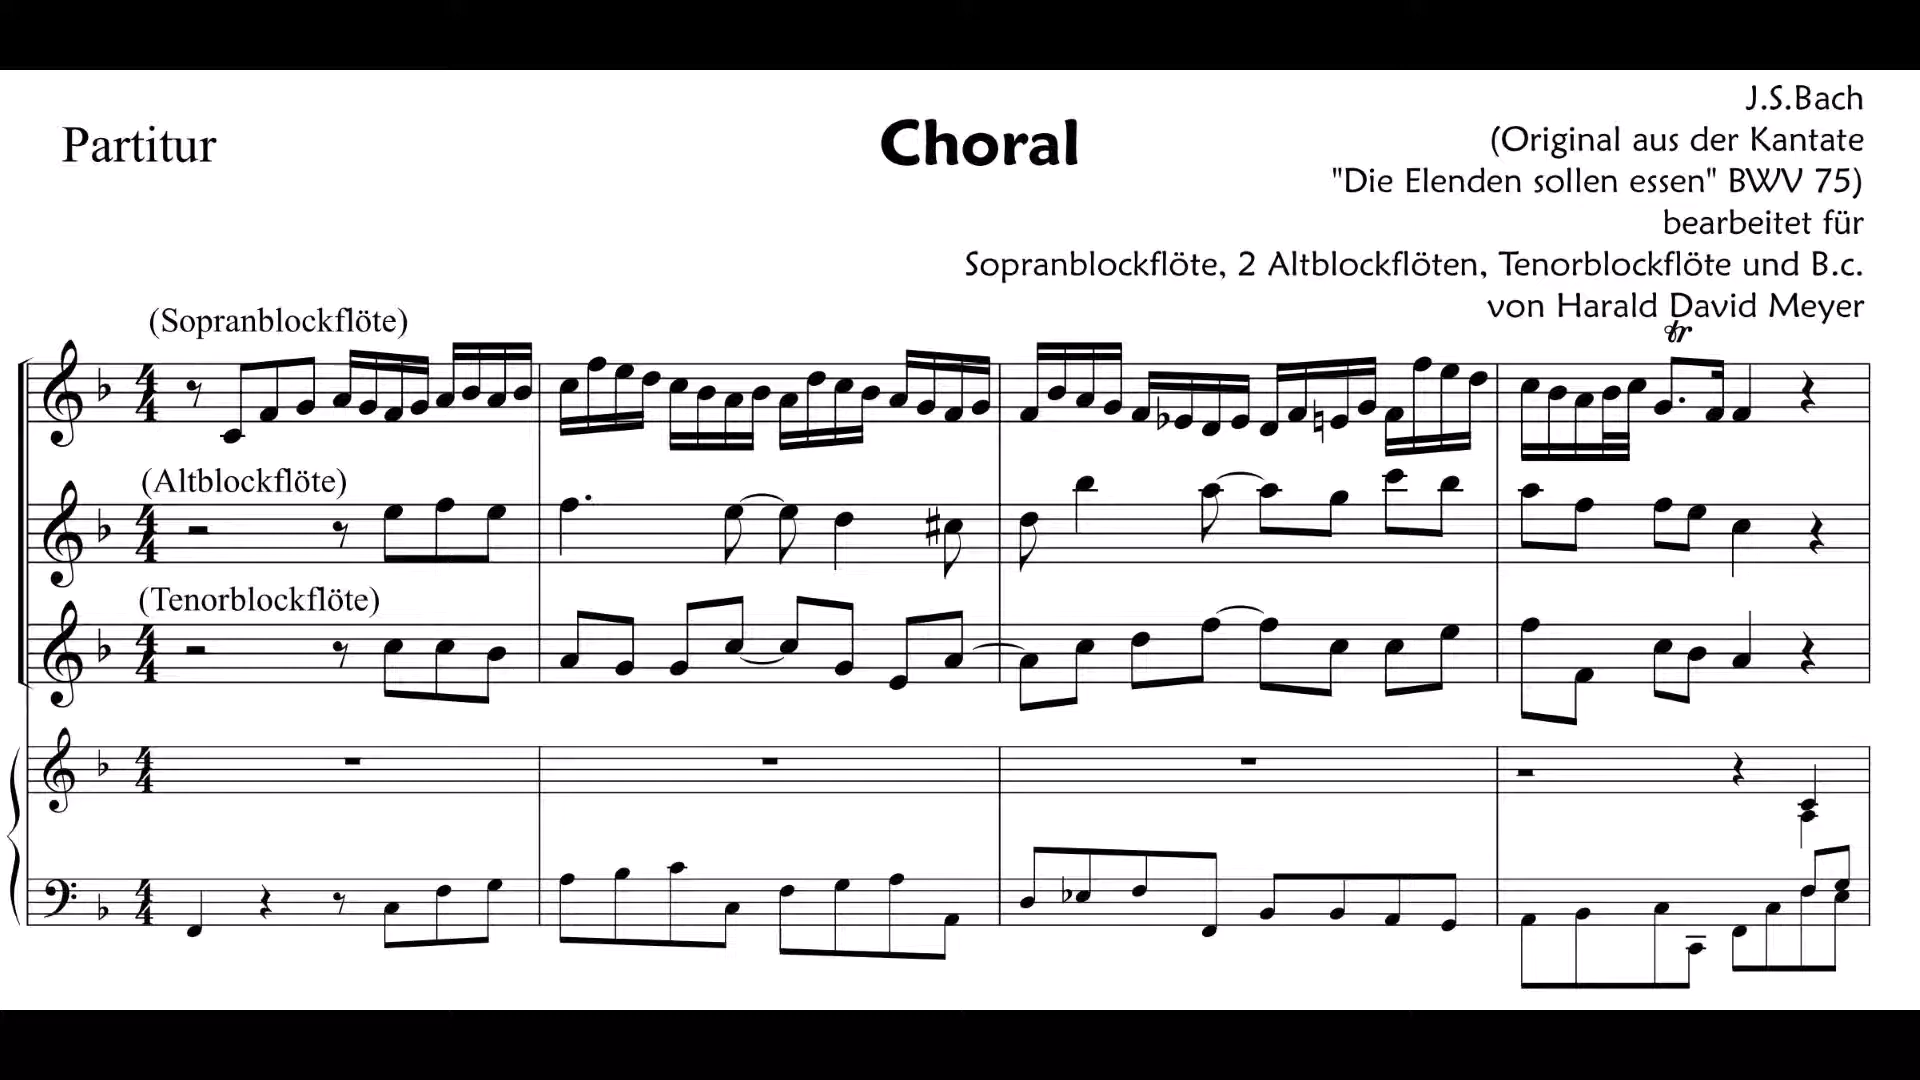 J.S.Bach
Partitur
Choral
(Original aus der Kantate
"Die Elenden sollen essen" BWV 75)
bearbeitet für
Sopranblockflöte, 2 Altblockflöten, Tenorblockflöte und B.c.
von Harald David Meyer
(Sopranblockflöte)
tr
(Altblockflöte)
(Tenorblockflöte)